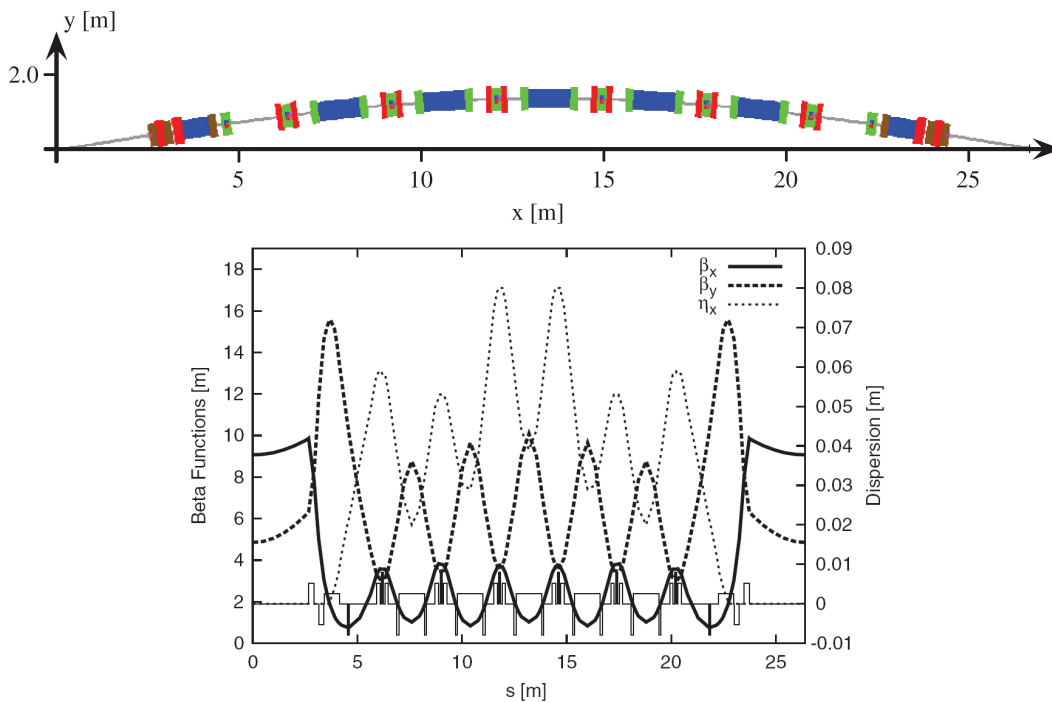 y [m]
2.0
5 10 15 20 25
x [m]
18
16
14
12
10
8
6
4
2
0
Beta Functions [m]
βx
βy
ηx
0.09
0.08
0.07
0.06
0.05
0.04
0.03
0.02
0.01
0
-0.01
Dispersion [m]
0 5 10 15 20 25
s [m]